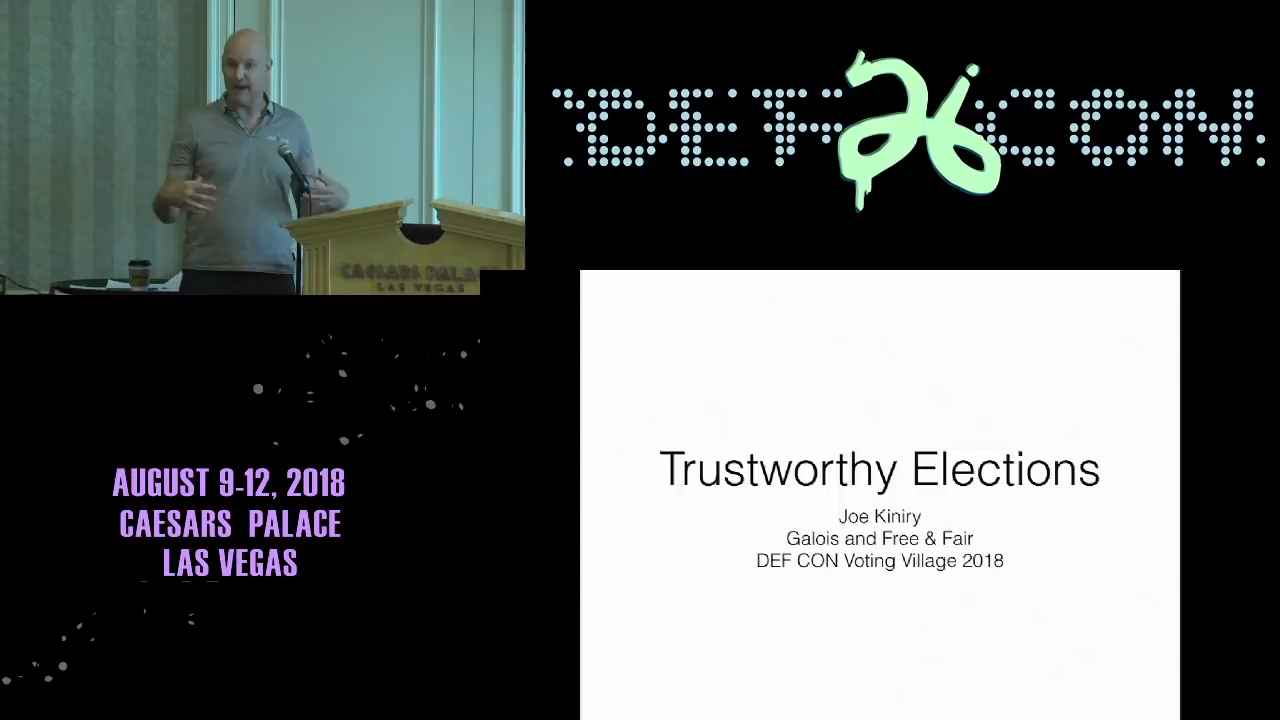 DEF 26 CON
CAESARS PALA
LAS VEGAS
AUGUST 9-12, 2018
CAESARS PALACE
LAS VEGAS
Trustworthy Elections
Joe Kiniry
Galois and Free & Fair
DEF CON Voting Village 2018